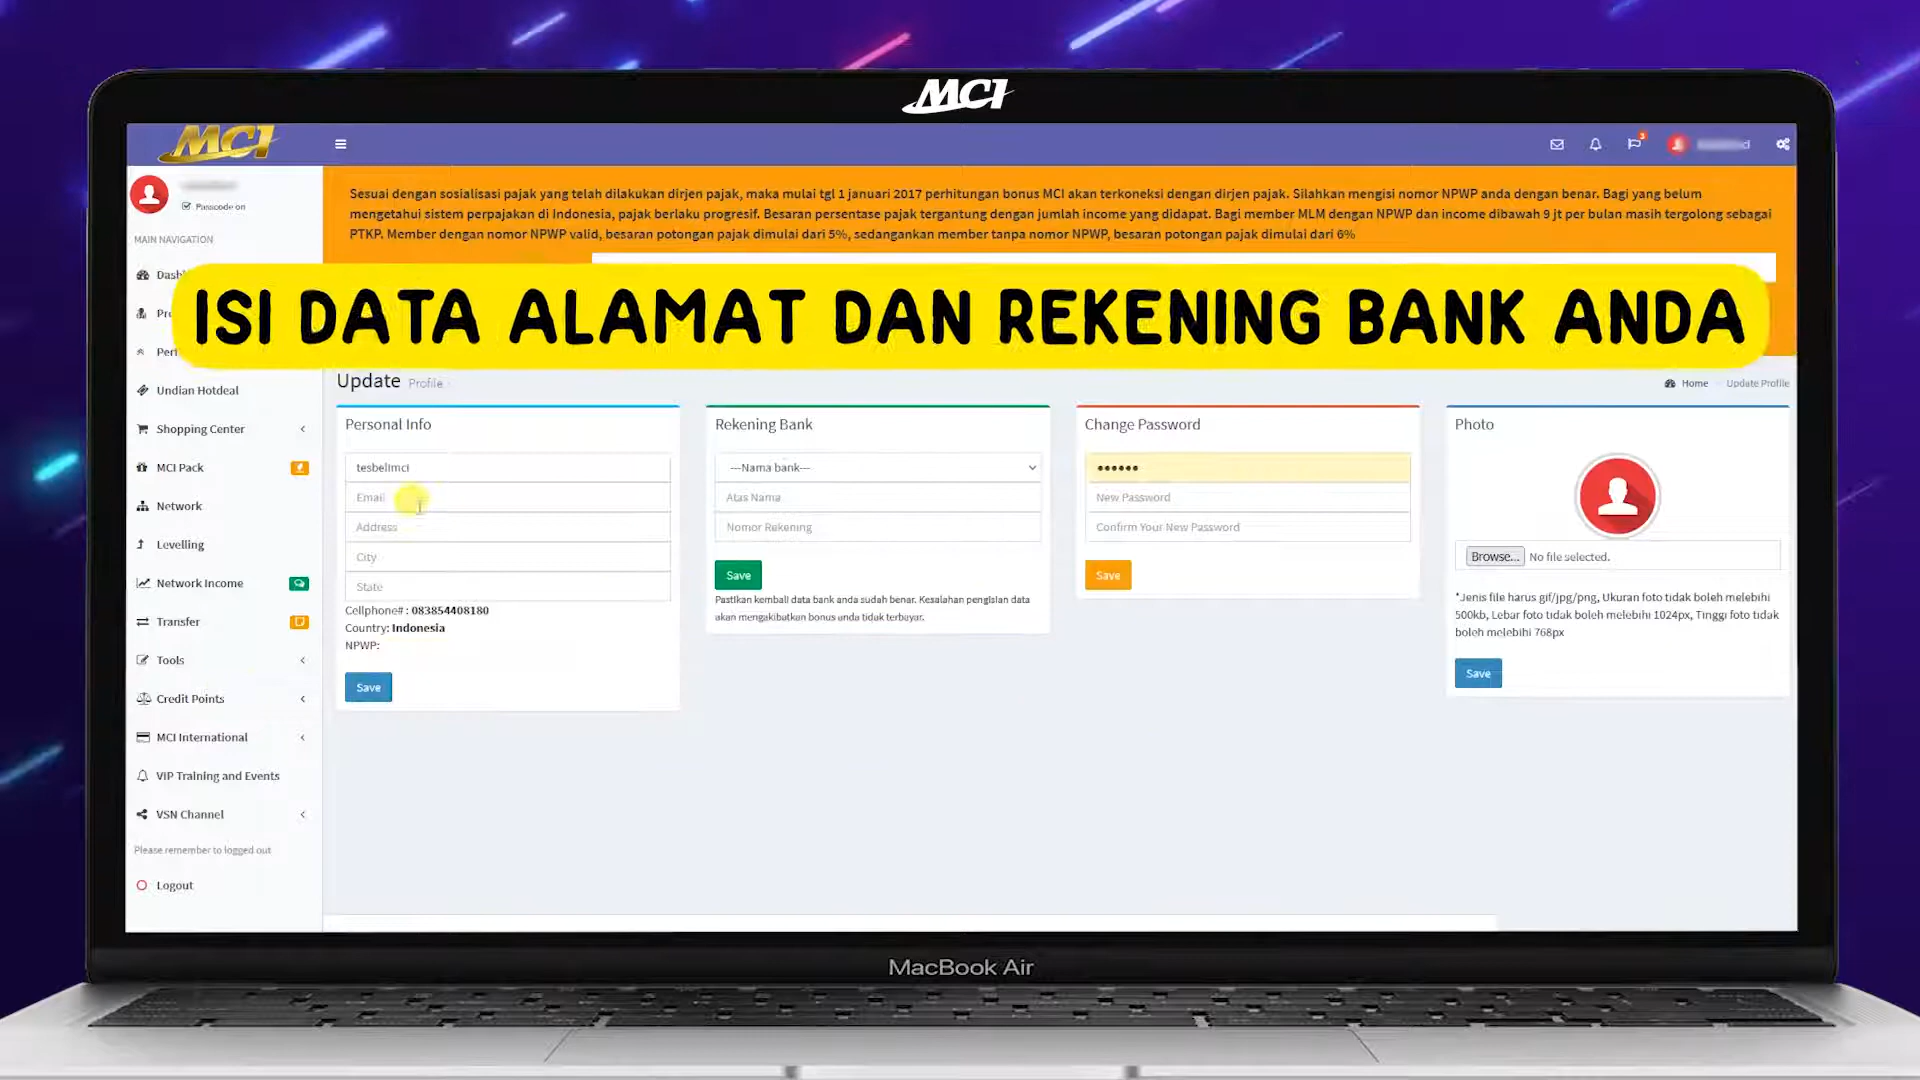 MCI
MCI
3
Passcode on
MAIN NAVIGATION
Sesuai dengan sosialisasi pajak yang telah dilakukan dirjen pajak, maka mulai tgl 1 januari 2017 perhitungan bonus MCI akan terkoneksi dengan dirjen pajak. Silahkan mengisi nomor NPWP anda dengan benar. Bagi yang belum
mengetahui sistem perpajakan di Indonesia, pajak berlaku progresif. Besaran persentase pajak tergantung dengan jumlah income yang didapat. Bagi member MLM dengan NPWP dan income dibawah 9 jt per bulan masih tergolong sebagai
PTKP. Member dengan nomor NPWP valid, besaran potongan pajak dimulai dari 5%, sedangankan member tanpa nomor NPWP, besaran potongan pajak dimulai dari 6%
ISI DATA ALAMAT DAN REKENING BANK ANDA
Undian Hotdeal
Shopping Center
MCI Pack
Network
Levelling
Network Income
Transfer
Tools
Credit Points
MCI International
VIP Training and Events
VSN Channel
Please remember to logged out
Logout
Update Profile
Home
Update Profile
Personal Info
tesbelimci
Email
Address
City
State
Cellphone# : 083854408180
Country: Indonesia
NPWP:
Save
Rekening Bank
---Nama bank---
Atas Nama
Nomor Rekening
Save
Pastikan kembali data bank anda sudah benar. Kesalahan pengisian data
akan mengakibatkan bonus anda tidak terbayar.
Change Password
••••••
New Password
Confirm Your New Password
Save
Photo
Browse... No file selected.
*Jenis file harus gif/jpg/png, Ukuran foto tidak boleh melebihi
500kb, Lebar foto tidak boleh melebihi 1024px, Tinggi foto tidak
boleh melebihi 768px
Save
MacBook Air